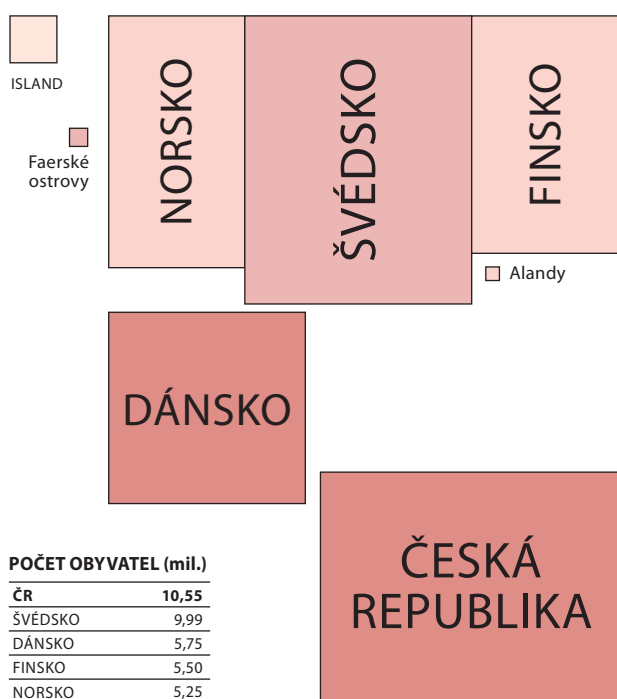 ISLAND
Faerské
ostrovy
NORSKO
ŠVÉDSKO
FINSKO
Alandy
DÁNSKO
ČESKÁ
REPUBLIKA
POČET OBYVATEL (mil.)
ČR 10,55
ŠVÉDSKO 9,99
DÁNSKO 5,75
FINSKO 5,50
NORSKO 5,25